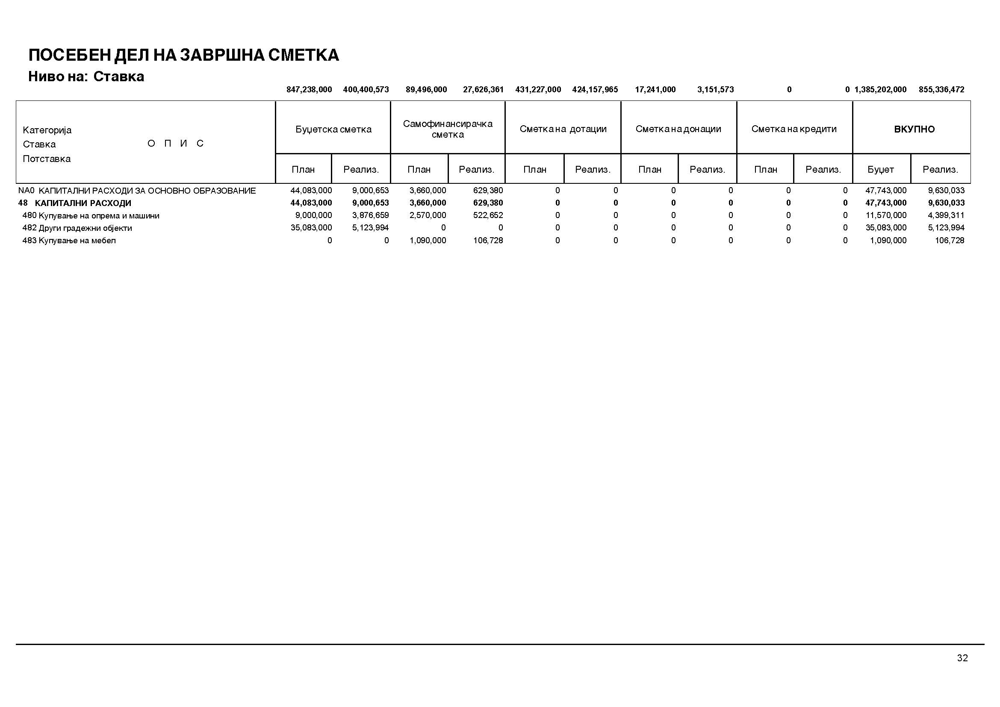 ПОСЕБЕН ДЕЛ НА ЗАВРШНА СМЕТКА
Ниво на: Ставка
847,238,000 400,400,573 89,496,000 27,626,361 431,227,000 424,157,965 17,241,000 3,151,573 0 0 1,385,202,000 855,336,472
Категорија
Ставка
Потставка
О П И С
Буџетска сметка
Самофинансирачка
сметка
Сметка на дотации
Сметка на донации
Сметка на кредити
ВКУПНО
План Реализ. План Реализ. План Реализ. План Реализ. План Реализ. Буџет Реализ.
NA0 КАПИТАЛНИ РАСХОДИ ЗА ОСНОВНО ОБРАЗОВАНИЕ 44,083,000 9,000,653 3,660,000 629,380 0 0 0 0 0 0 47,743,000 9,630,033
48 КАПИТАЛНИ РАСХОДИ 44,083,000 9,000,653 3,660,000 629,380 0 0 0 0 0 0 47,743,000 9,630,033
480 Купување на опрема и машини 9,000,000 3,876,659 2,570,000 522,652 0 0 0 0 0 0 11,570,000 4,399,311
482 Други градежни објекти 35,083,000 5,123,994 0 0 0 0 0 0 0 0 35,083,000 5,123,994
483 Купување на мебел 0 0 1,090,000 106,728 0 0 0 0 0 0 1,090,000 106,728
32